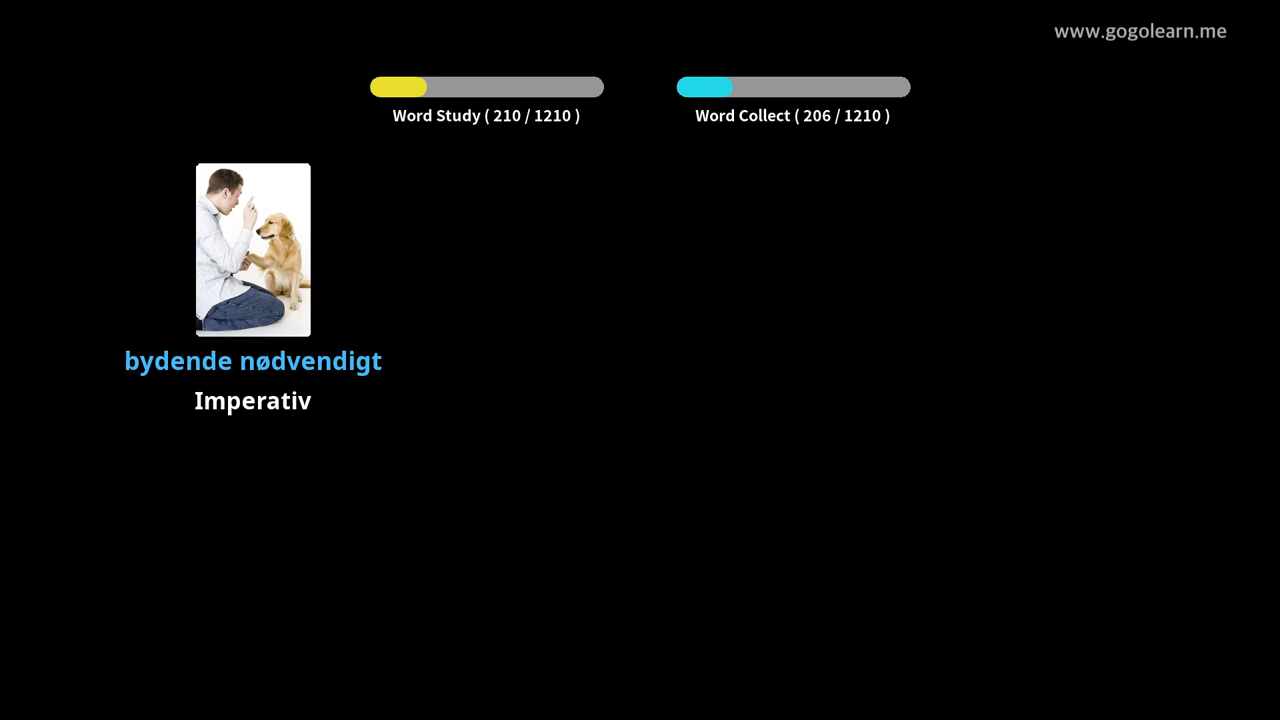 www.gogolearn.me
Word Study ( 210 / 1210 )
Word Collect ( 206 / 1210 )
bydende nødvendigt
Imperativ